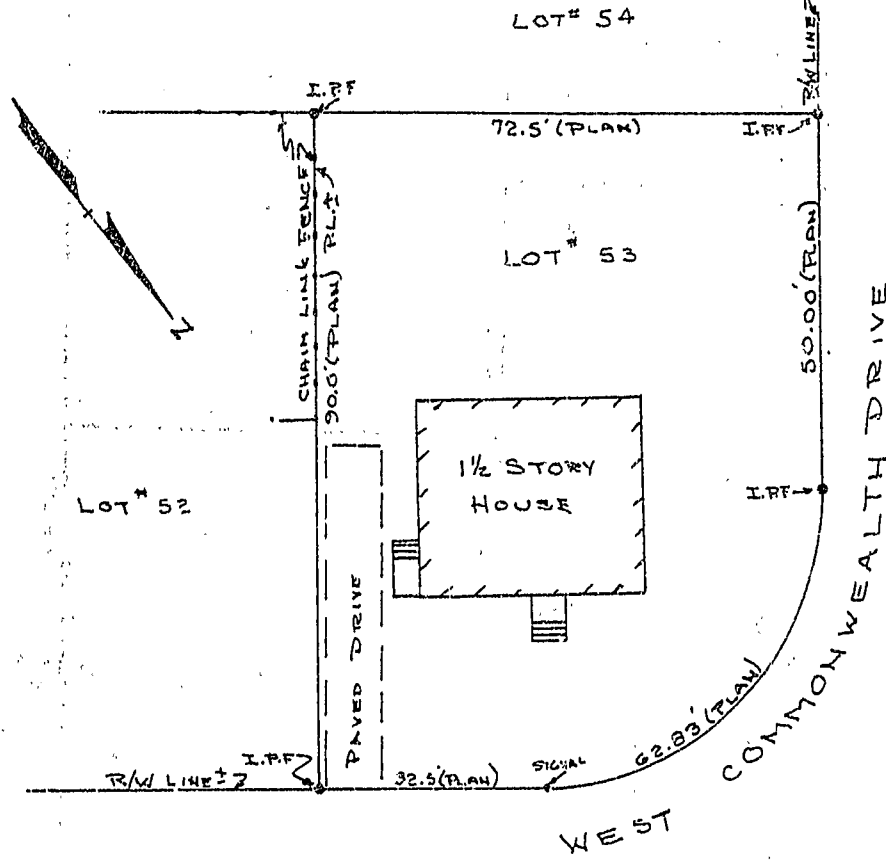 LOT# 54
R/W LINE
I.P.F
72.5' (PLAN)
I.P.F
CHAIN LINK FENCE
90.0' (PLAN) P.L.±
LOT # 53
50.00' (PLAN)
N
1½ STORY
HOUSE
LOT # 52
I.P.F
PAVED DRIVE
62.83' (PLAN)
I.P.F
R/W LINE±
32.5' (PLAN)
SIGNAL
WEST COMMONWEALTH DRIVE